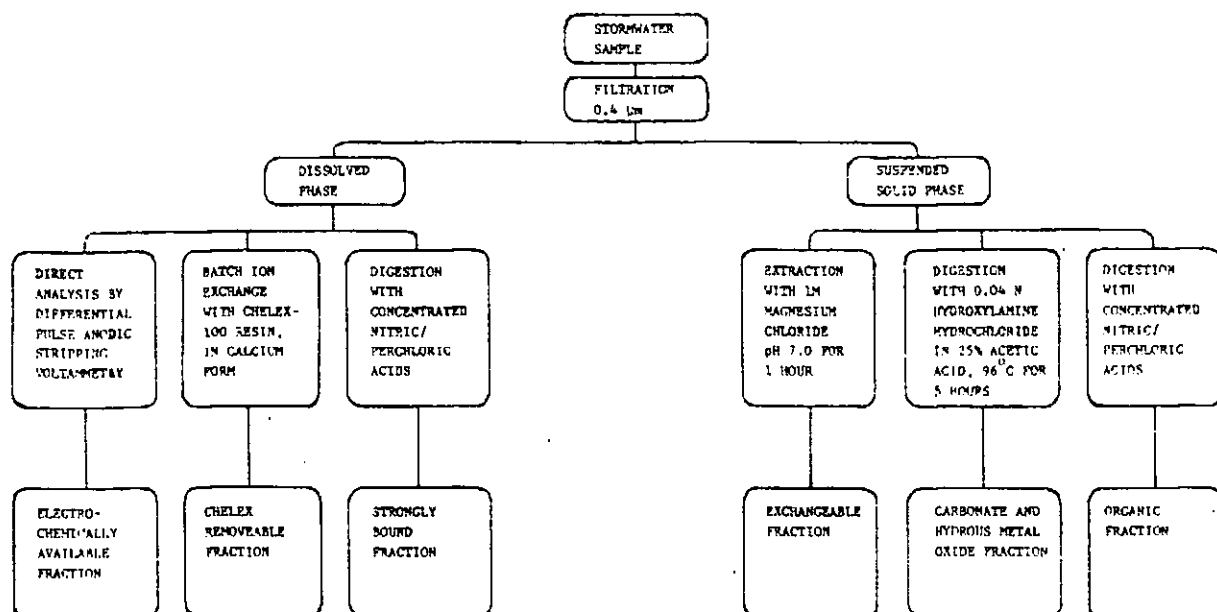 STORMWATER
SAMPLE
FILTRATION
0.4 µm
DISSOLVED
PHASE
SUSPENDED
SOLID PHASE
DIRECT
ANALYSIS BY
DIFFERENTIAL
PULSE ANODIC
STRIPPING
VOLTAMMETRY
BATCH ION
EXCHANGE
WITH CHELEX-
100 RESIN,
IN CALCIUM
FORM
DIGESTION
WITH
CONCENTRATED
NITRIC/
PERCHLORIC
ACIDS
EXTRACTION
WITH 1M
MAGNESIUM
CHLORIDE
pH 7.0 FOR
1 HOUR
DIGESTION
WITH 0.04 N
HYDROXYLAMINE
HYDROCHLORIDE
IN 25% ACETIC
ACID, 96°C FOR
5 HOURS
DIGESTION
WITH
CONCENTRATED
NITRIC/
PERCHLORIC
ACIDS
ELECTRO-
CHEMICALLY
AVAILABLE
FRACTION
CHELEX
REMOVEABLE
FRACTION
STRONGLY
BOUND
FRACTION
EXCHANGEABLE
FRACTION
CARBONATE AND
HYDROUS METAL
OXIDE FRACTION
ORGANIC
FRACTION